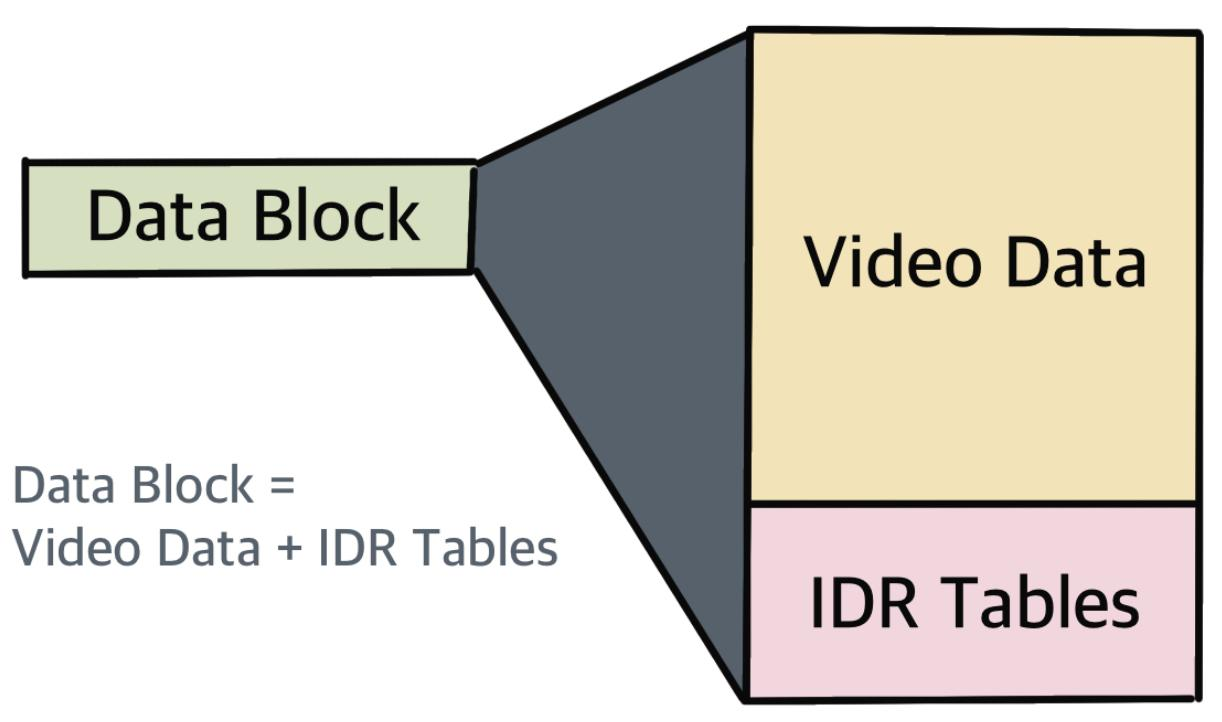 Data Block
Video Data
IDR Tables
Data Block =
Video Data + IDR Tables